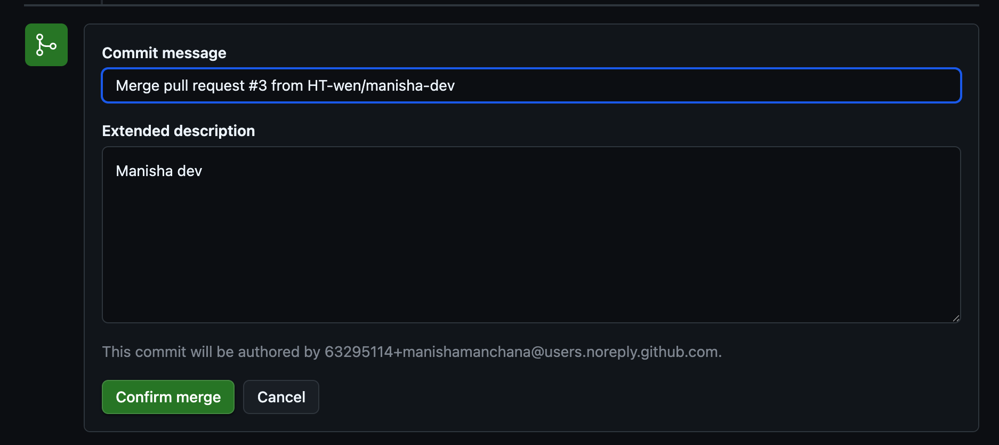 Commit message
Merge pull request #3 from HT-wen/manisha-dev
Extended description
Manisha dev
This commit will be authored by 63295114+manishamanchana@users.noreply.github.com.
Confirm merge
Cancel